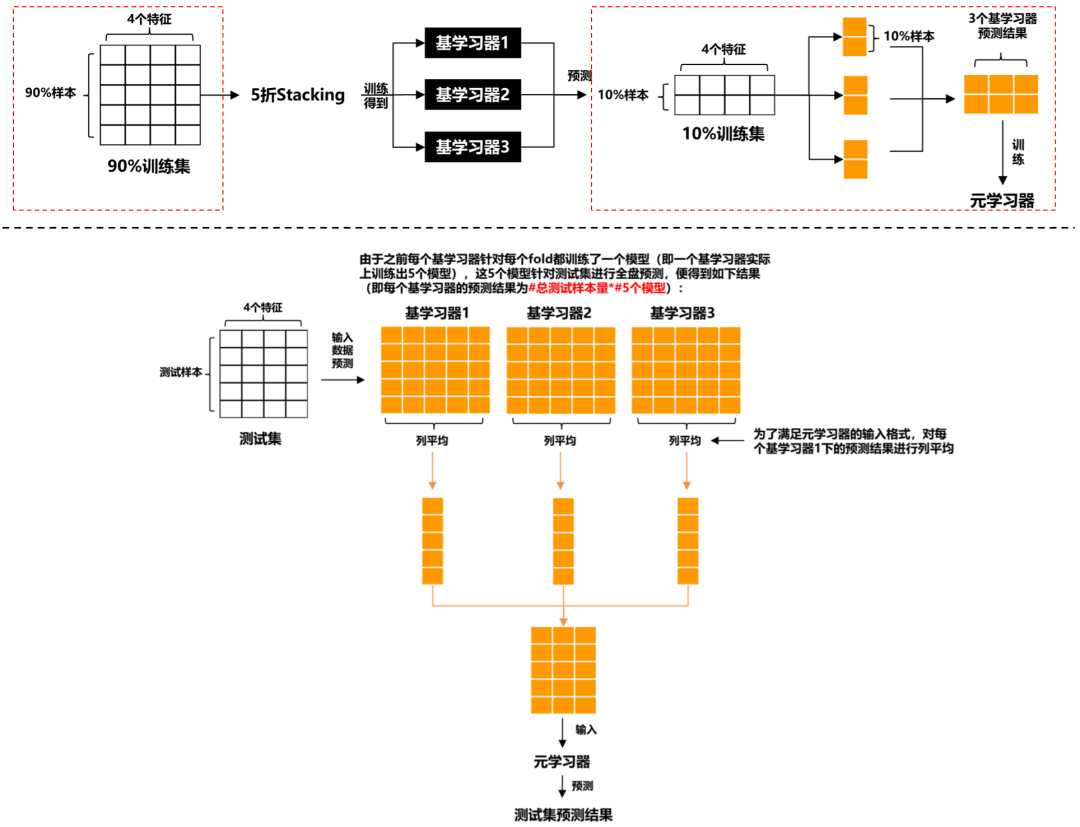 4个特征
90%样本
90%训练集
5折Stacking
训练
得到
基学习器1
基学习器2
基学习器3
预测
4个特征
10%样本
10%训练集
10%样本
3个基学习器
预测结果
训
练
元学习器
由于之前每个基学习器针对每个fold都训练了一个模型（即一个基学习器实际
上训练出5个模型），这5个模型针对测试集进行全盘预测，便得到如下结果
（即每个基学习器的预测结果为#总测试样本量*#5个模型）：
4个特征
测试样本
测试集
输入
数据
预测
基学习器1
基学习器2
基学习器3
列平均
列平均
列平均
为了满足元学习器的输入格式，对每
个基学习器1下的预测结果进行列平均
输入
元学习器
预测
测试集预测结果